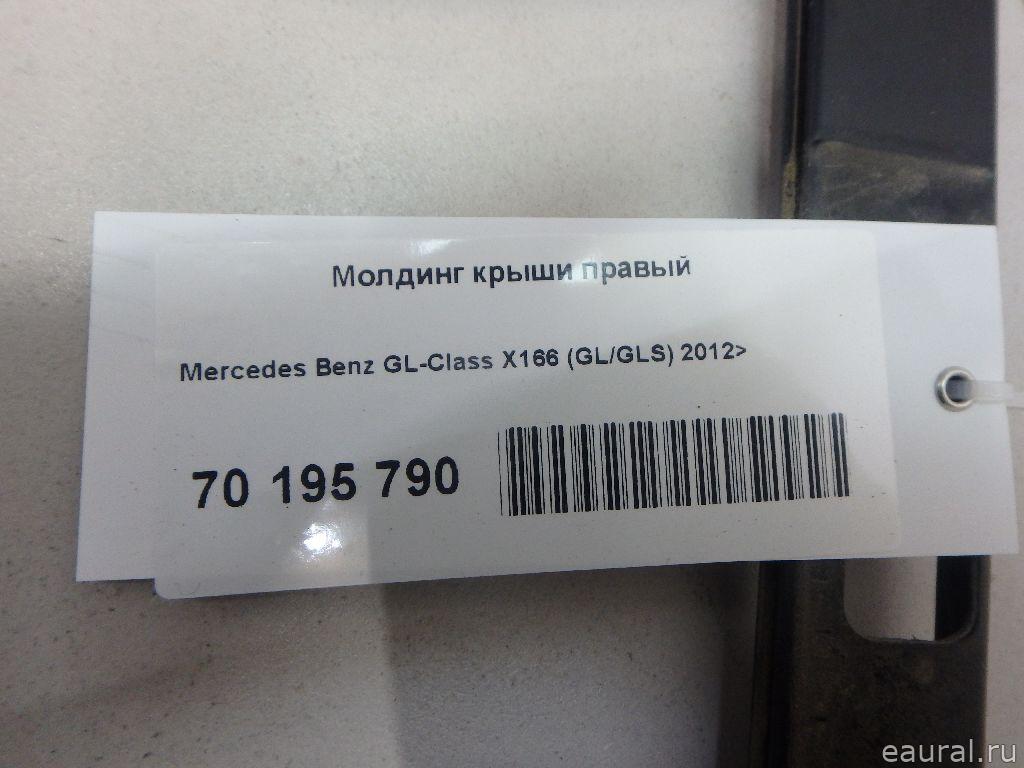 Молдинг крыши правый
Mercedes Benz GL-Class X166 (GL/GLS) 2012>
70 195 790
eaural.ru